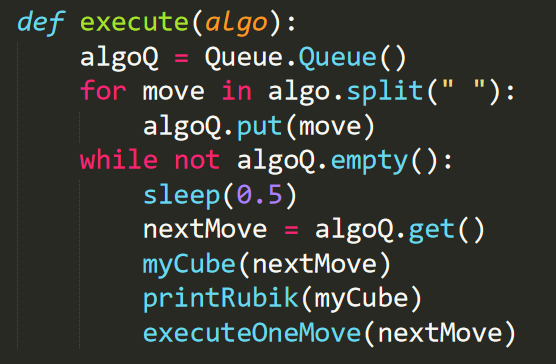 def execute(algo):
    algoQ = Queue.Queue()
    for move in algo.split(" "):
        algoQ.put(move)
    while not algoQ.empty():
        sleep(0.5)
        nextMove = algoQ.get()
        myCube(nextMove)
        printRubik(myCube)
        executeOneMove(nextMove)